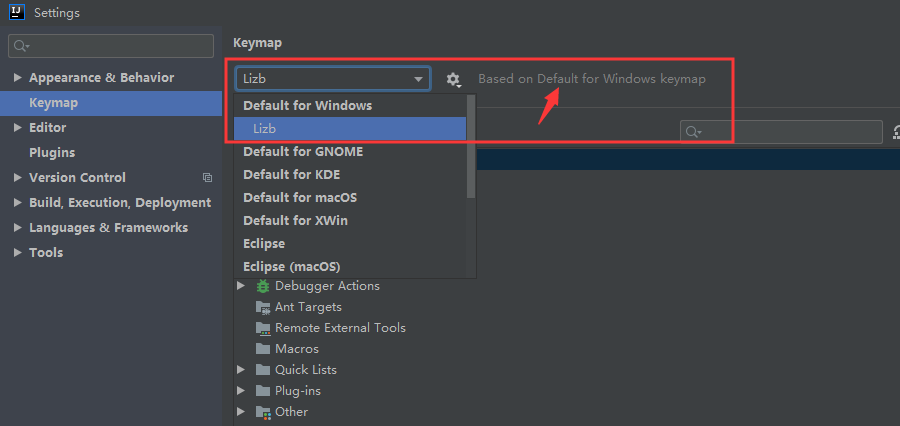 IJ
Settings
Keymap
Appearance & Behavior
Keymap
Editor
Plugins
Version Control
Build, Execution, Deployment
Languages & Frameworks
Tools
Lizb
Based on Default for Windows keymap
Default for Windows
Lizb
Default for GNOME
Default for KDE
Default for macOS
Default for XWin
Eclipse
Eclipse (macOS)
Debugger Actions
Ant Targets
Remote External Tools
Macros
Quick Lists
Plug-ins
Other